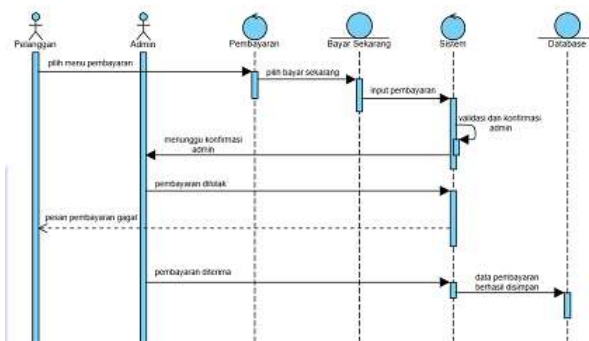 Pelanggan
Admin
Pembayaran
Bayar Sekarang
Sistem
Database
pilih menu pembayaran
pilih bayar sekarang
input pembayaran
validasi dan konfirmasi
admin
menunggu konfirmasi
admin
pembayaran ditolak
pesan pembayaran gagal
pembayaran diterima
data pembayaran
berhasil disimpan